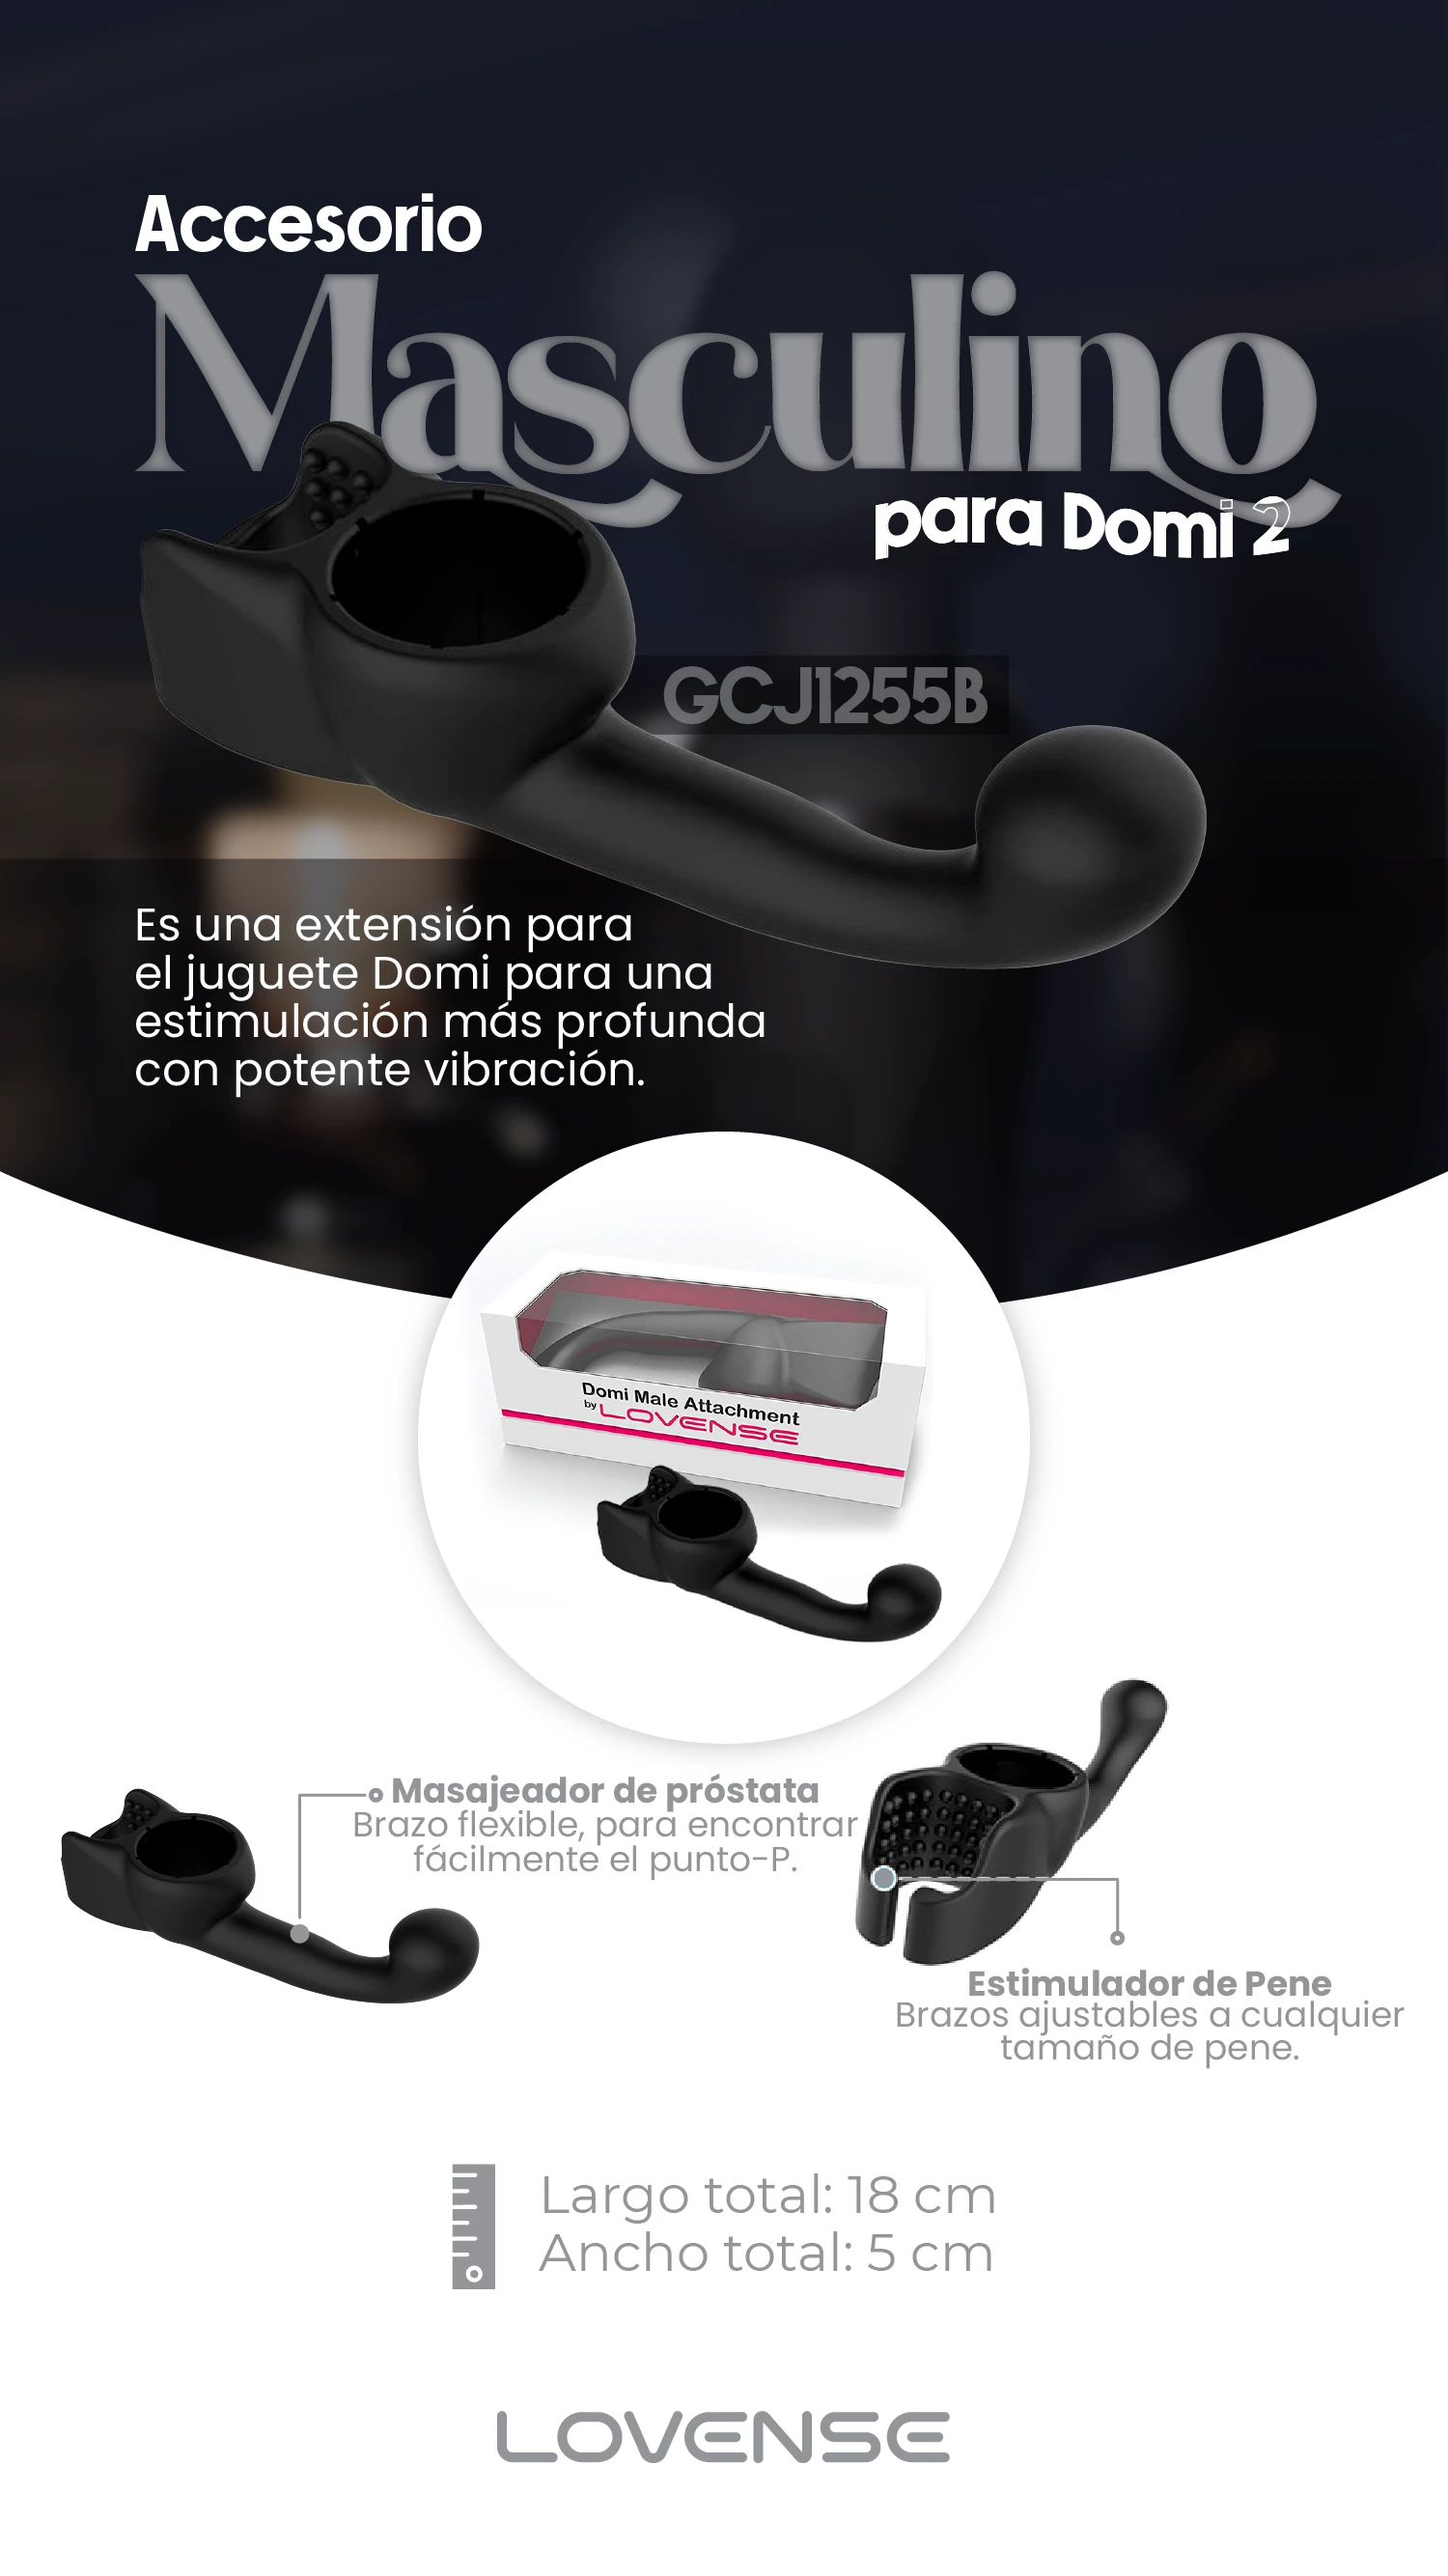 Accesorio
Masculino
para Domi 2
GCJ1255B
Es una extensión para
el juguete Domi para una
estimulación más profunda
con potente vibración.
Domi Male Attachment
by LOVENSE
Masajeador de próstata
Brazo flexible, para encontrar
fácilmente el punto-P.
Estimulador de Pene
Brazos ajustables a cualquier
tamaño de pene.
Largo total: 18 cm
Ancho total: 5 cm
LOVENSE